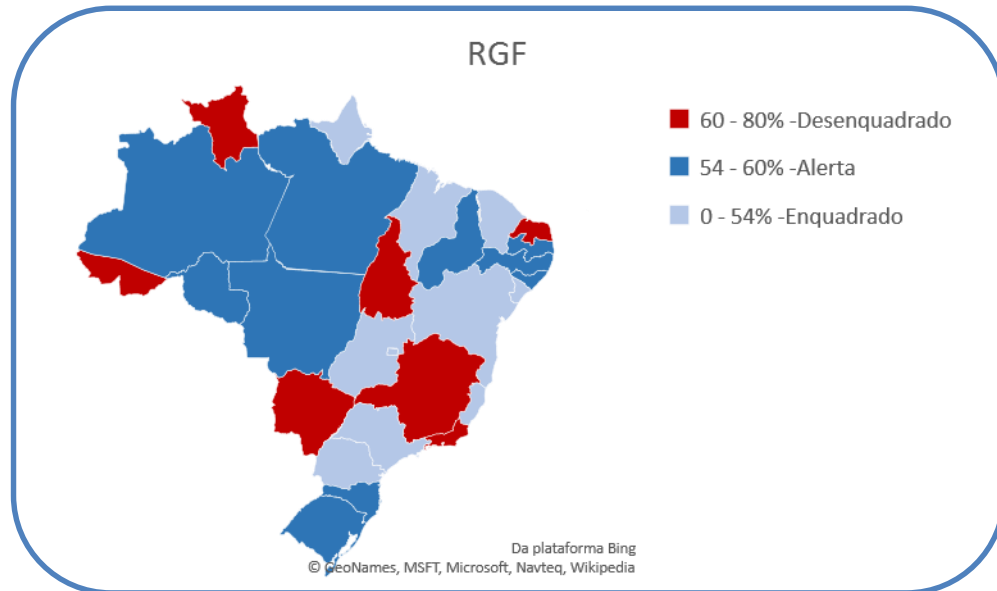 RGF
60 - 80% -Desenquadrado
54 - 60% -Alerta
0 - 54% -Enquadrado
Da plataforma Bing
© GeoNames, MSFT, Microsoft, Navteq, Wikipedia